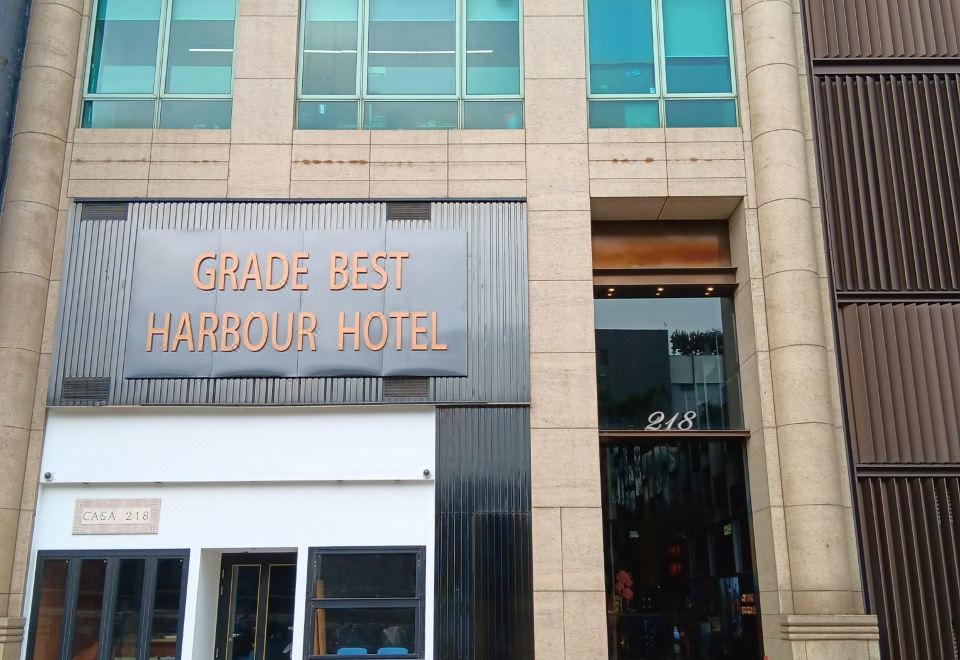 GRADE BEST
HARBOUR HOTEL
218
CASA 218